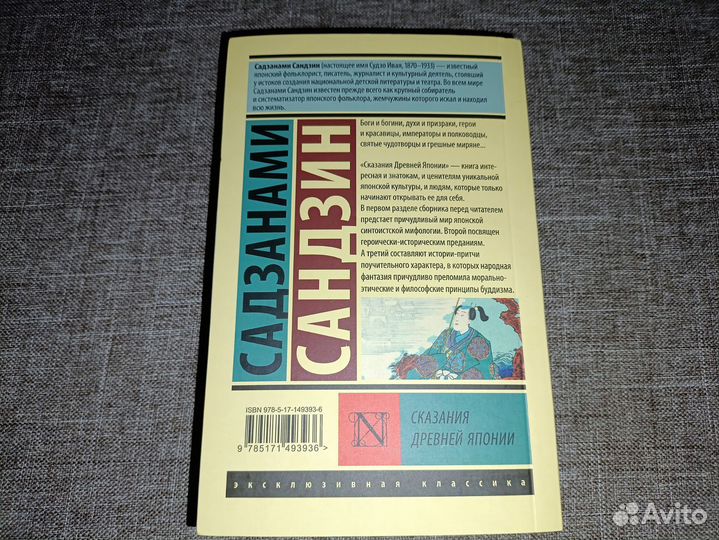 Садзанами Сандзин (настоящее имя Судзо Ивая, 1870–1933) — известный
японский фольклорист, писатель, журналист и культурный деятель, стоявший
у истоков создания национальной детской литературы и театра. Во всем мире
Садзанами Сандзин известен прежде всего как крупный собиратель
и систематизатор японского фольклора, жемчужины которого искал и находил
всю жизнь.
САДЗАНАМИ
САНДЗИН
Боги и богини, духи и призраки, герои
и красавицы, императоры и полководцы,
святые чудотворцы и грешные миряне...
«Сказания Древней Японии» — книга инте-
ресная и знатокам, и ценителям уникальной
японской культуры, и людям, которые только
начинают открывать ее для себя.
В первом разделе сборника перед читателем
предстает причудливый мир японской
синтоистской мифологии. Второй посвящен
героически-историческим преданиям.
А третий составляют истории-притчи
поучительного характера, в которых народная
фантазия причудливо преломила морально-
этические и философские принципы буддизма.
ISBN 978-5-17-149393-6
9 785171 493936 >
N
СКАЗАНИЯ
ДРЕВНЕЙ ЯПОНИИ
ЭКСКЛЮЗИВНАЯ КЛАССИКА
Avito